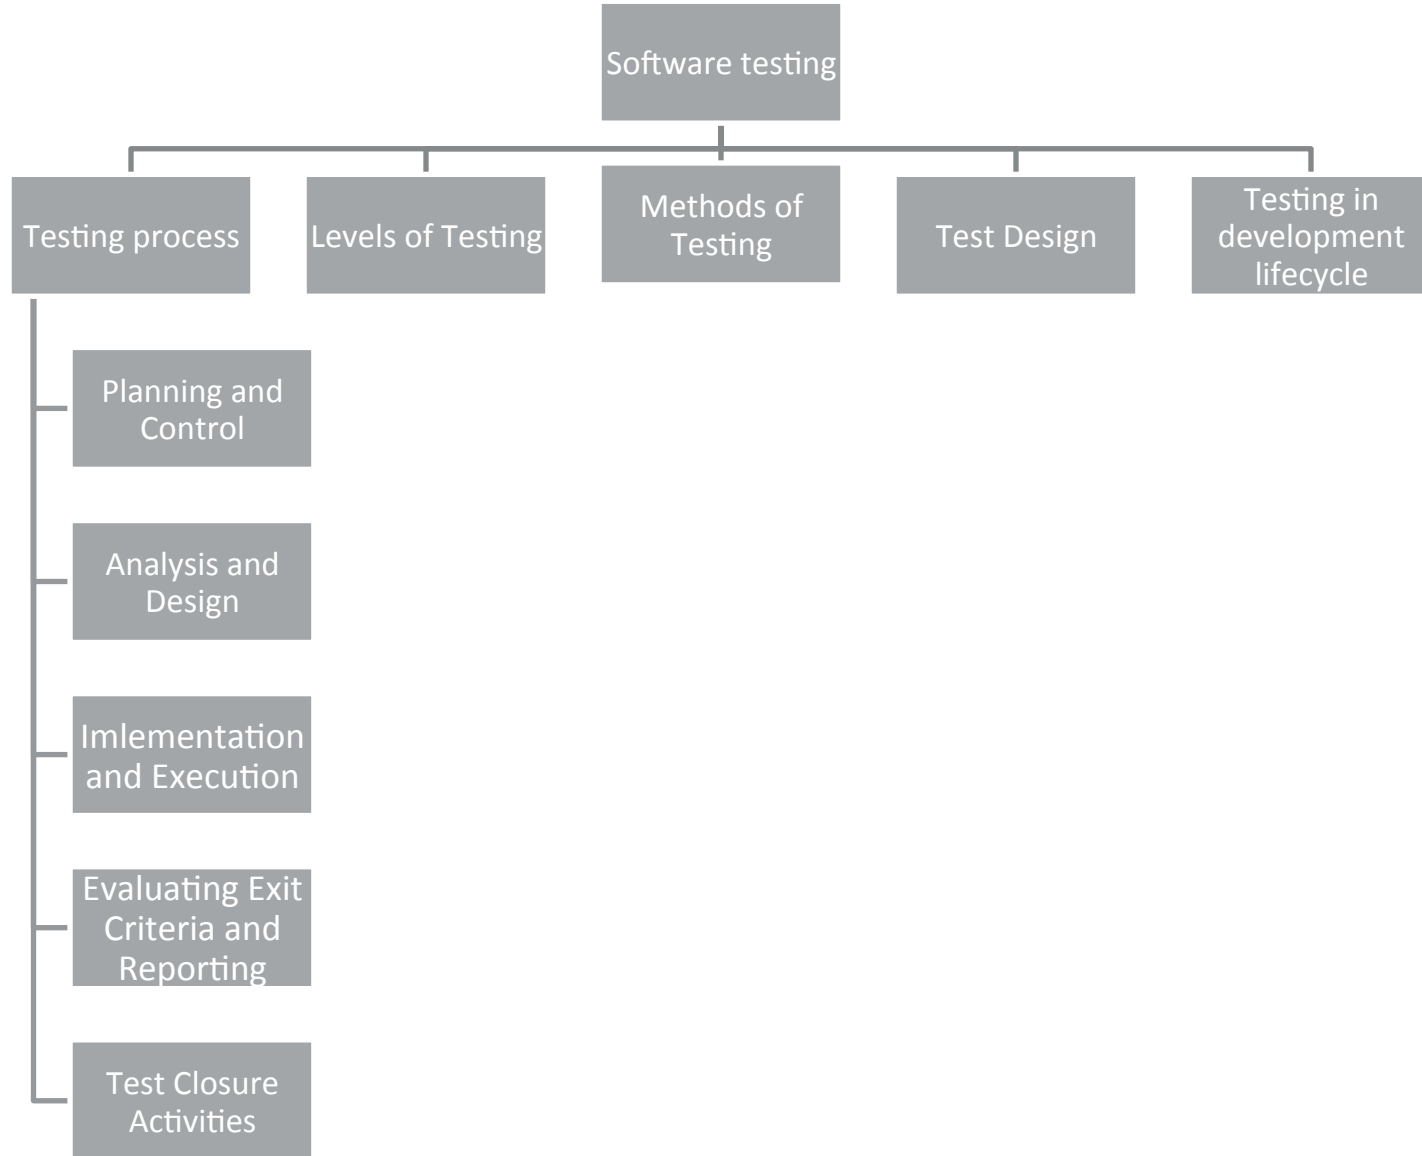 Software testing
Testing process
Levels of Testing
Methods of
Testing
Test Design
Testing in
development
lifecycle
Planning and
Control
Analysis and
Design
Imlementation
and Execution
Evaluating Exit
Criteria and
Reporting
Test Closure
Activities